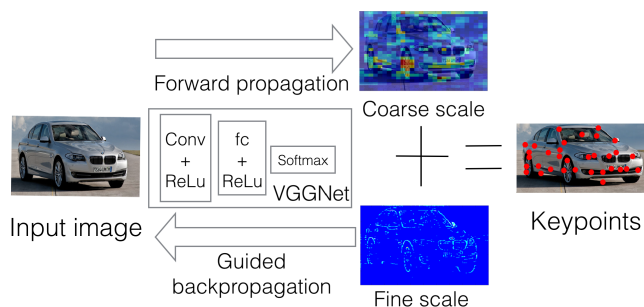 Forward propagation
Coarse scale
Conv
+
ReLu
fc
+
ReLu
Softmax
VGGNet
Input image
Keypoints
Guided
backpropagation
Fine scale